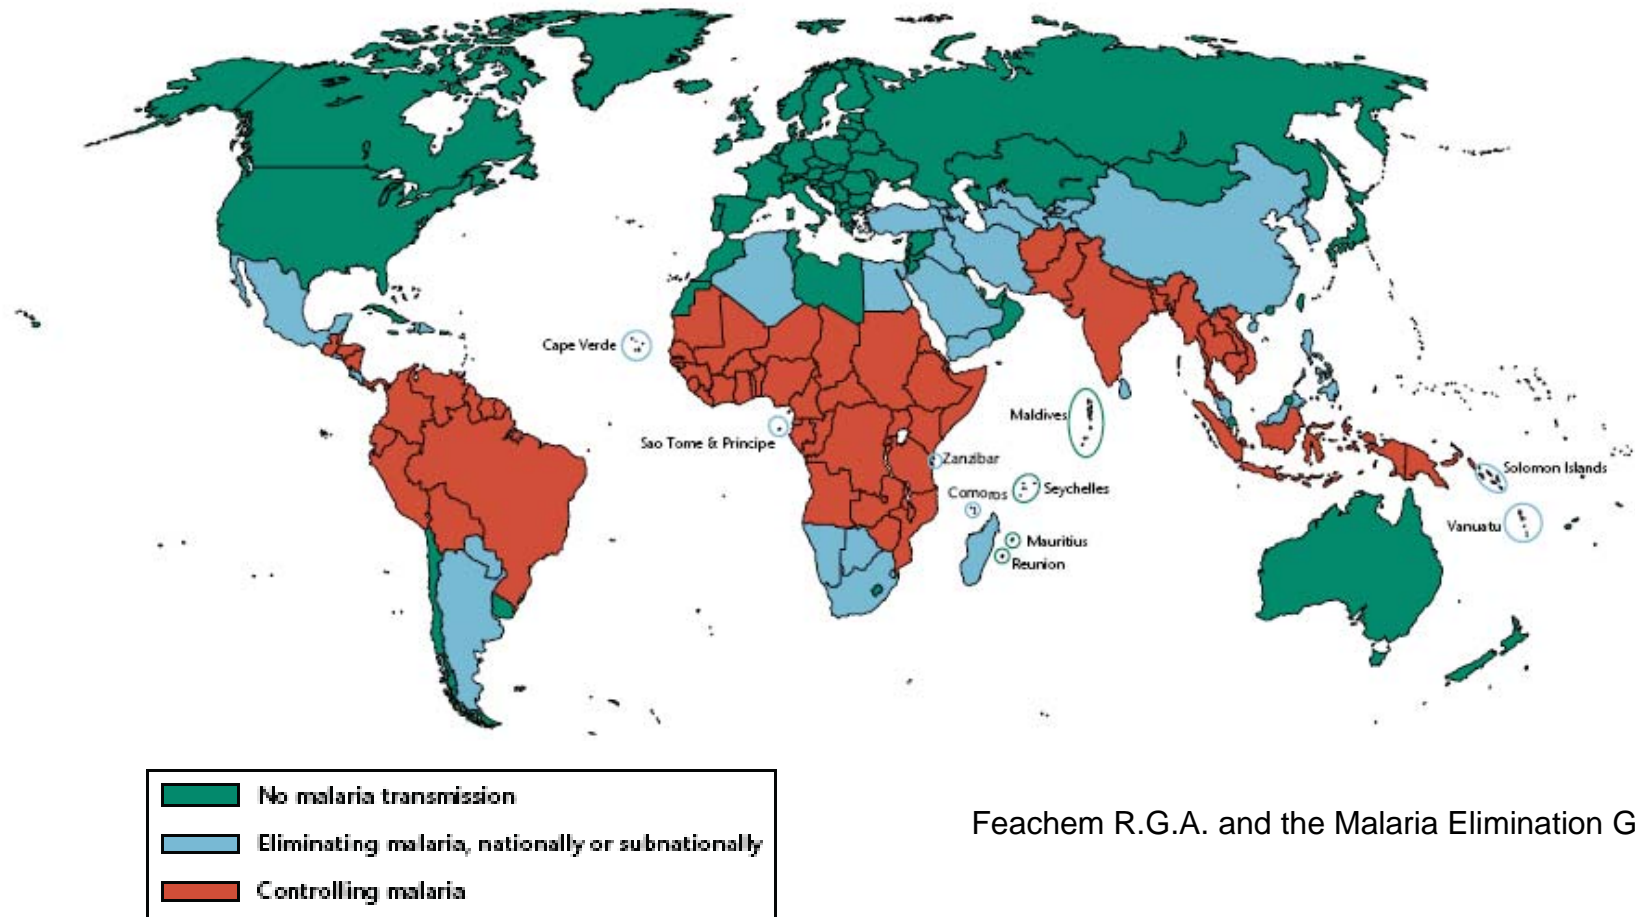 Cape Verde
Sao Tome & Principe
Maldives
Zanzibar
Comoros
Seychelles
Mauritius
Reunion
Solomon Islands
Vanuatu
No malaria transmission
Eliminating malaria, nationally or subnationally
Controlling malaria
Feachem R.G.A. and the Malaria Elimination G